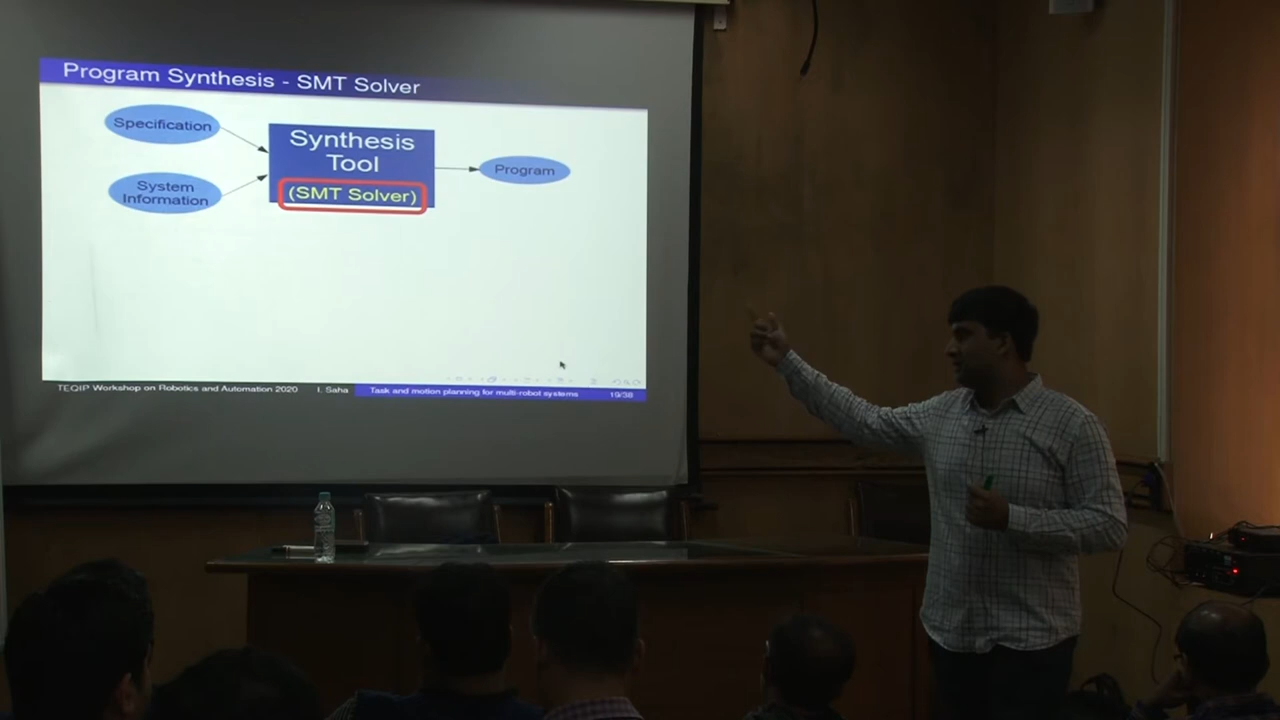 Program Synthesis - SMT Solver
Specification
System
Information
Synthesis
Tool
(SMT Solver)
Program
TEQIP Workshop on Robotics and Automation 2020
I. Saha
Task and motion planning for multi-robot systems
19/38